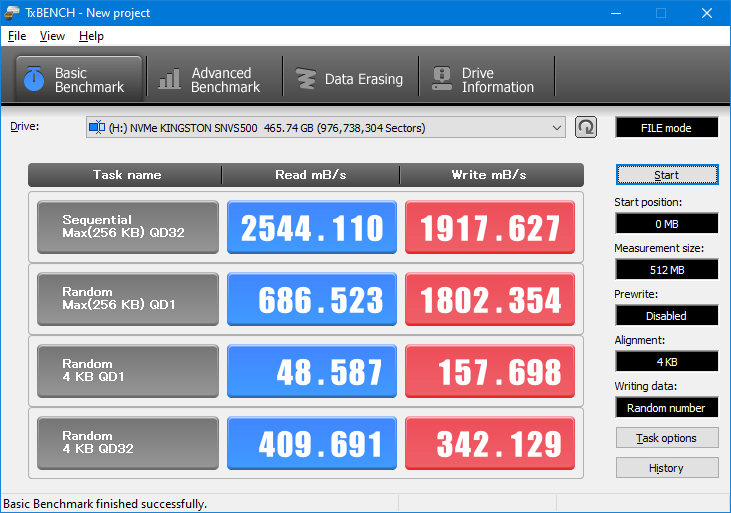 TxBENCH - New project
File View Help
Basic
Benchmark
Advanced
Benchmark
Data Erasing
Drive
Information
Drive:
(H:) NVMe KINGSTON SNVS500 465.74 GB (976,738,304 Sectors)
FILE mode
Task name Read mB/s Write mB/s
Start
Sequential
Max(256 KB) QD32
2544.110 1917.627
Start position:
0 MB
Measurement size:
512 MB
Random
Max(256 KB) QD1
686.523 1802.354
Prewrite:
Disabled
Alignment:
4 KB
Random
4 KB QD1
48.587 157.698
Writing data:
Random number
Random
4 KB QD32
409.691 342.129
Task options
History
Basic Benchmark finished successfully.